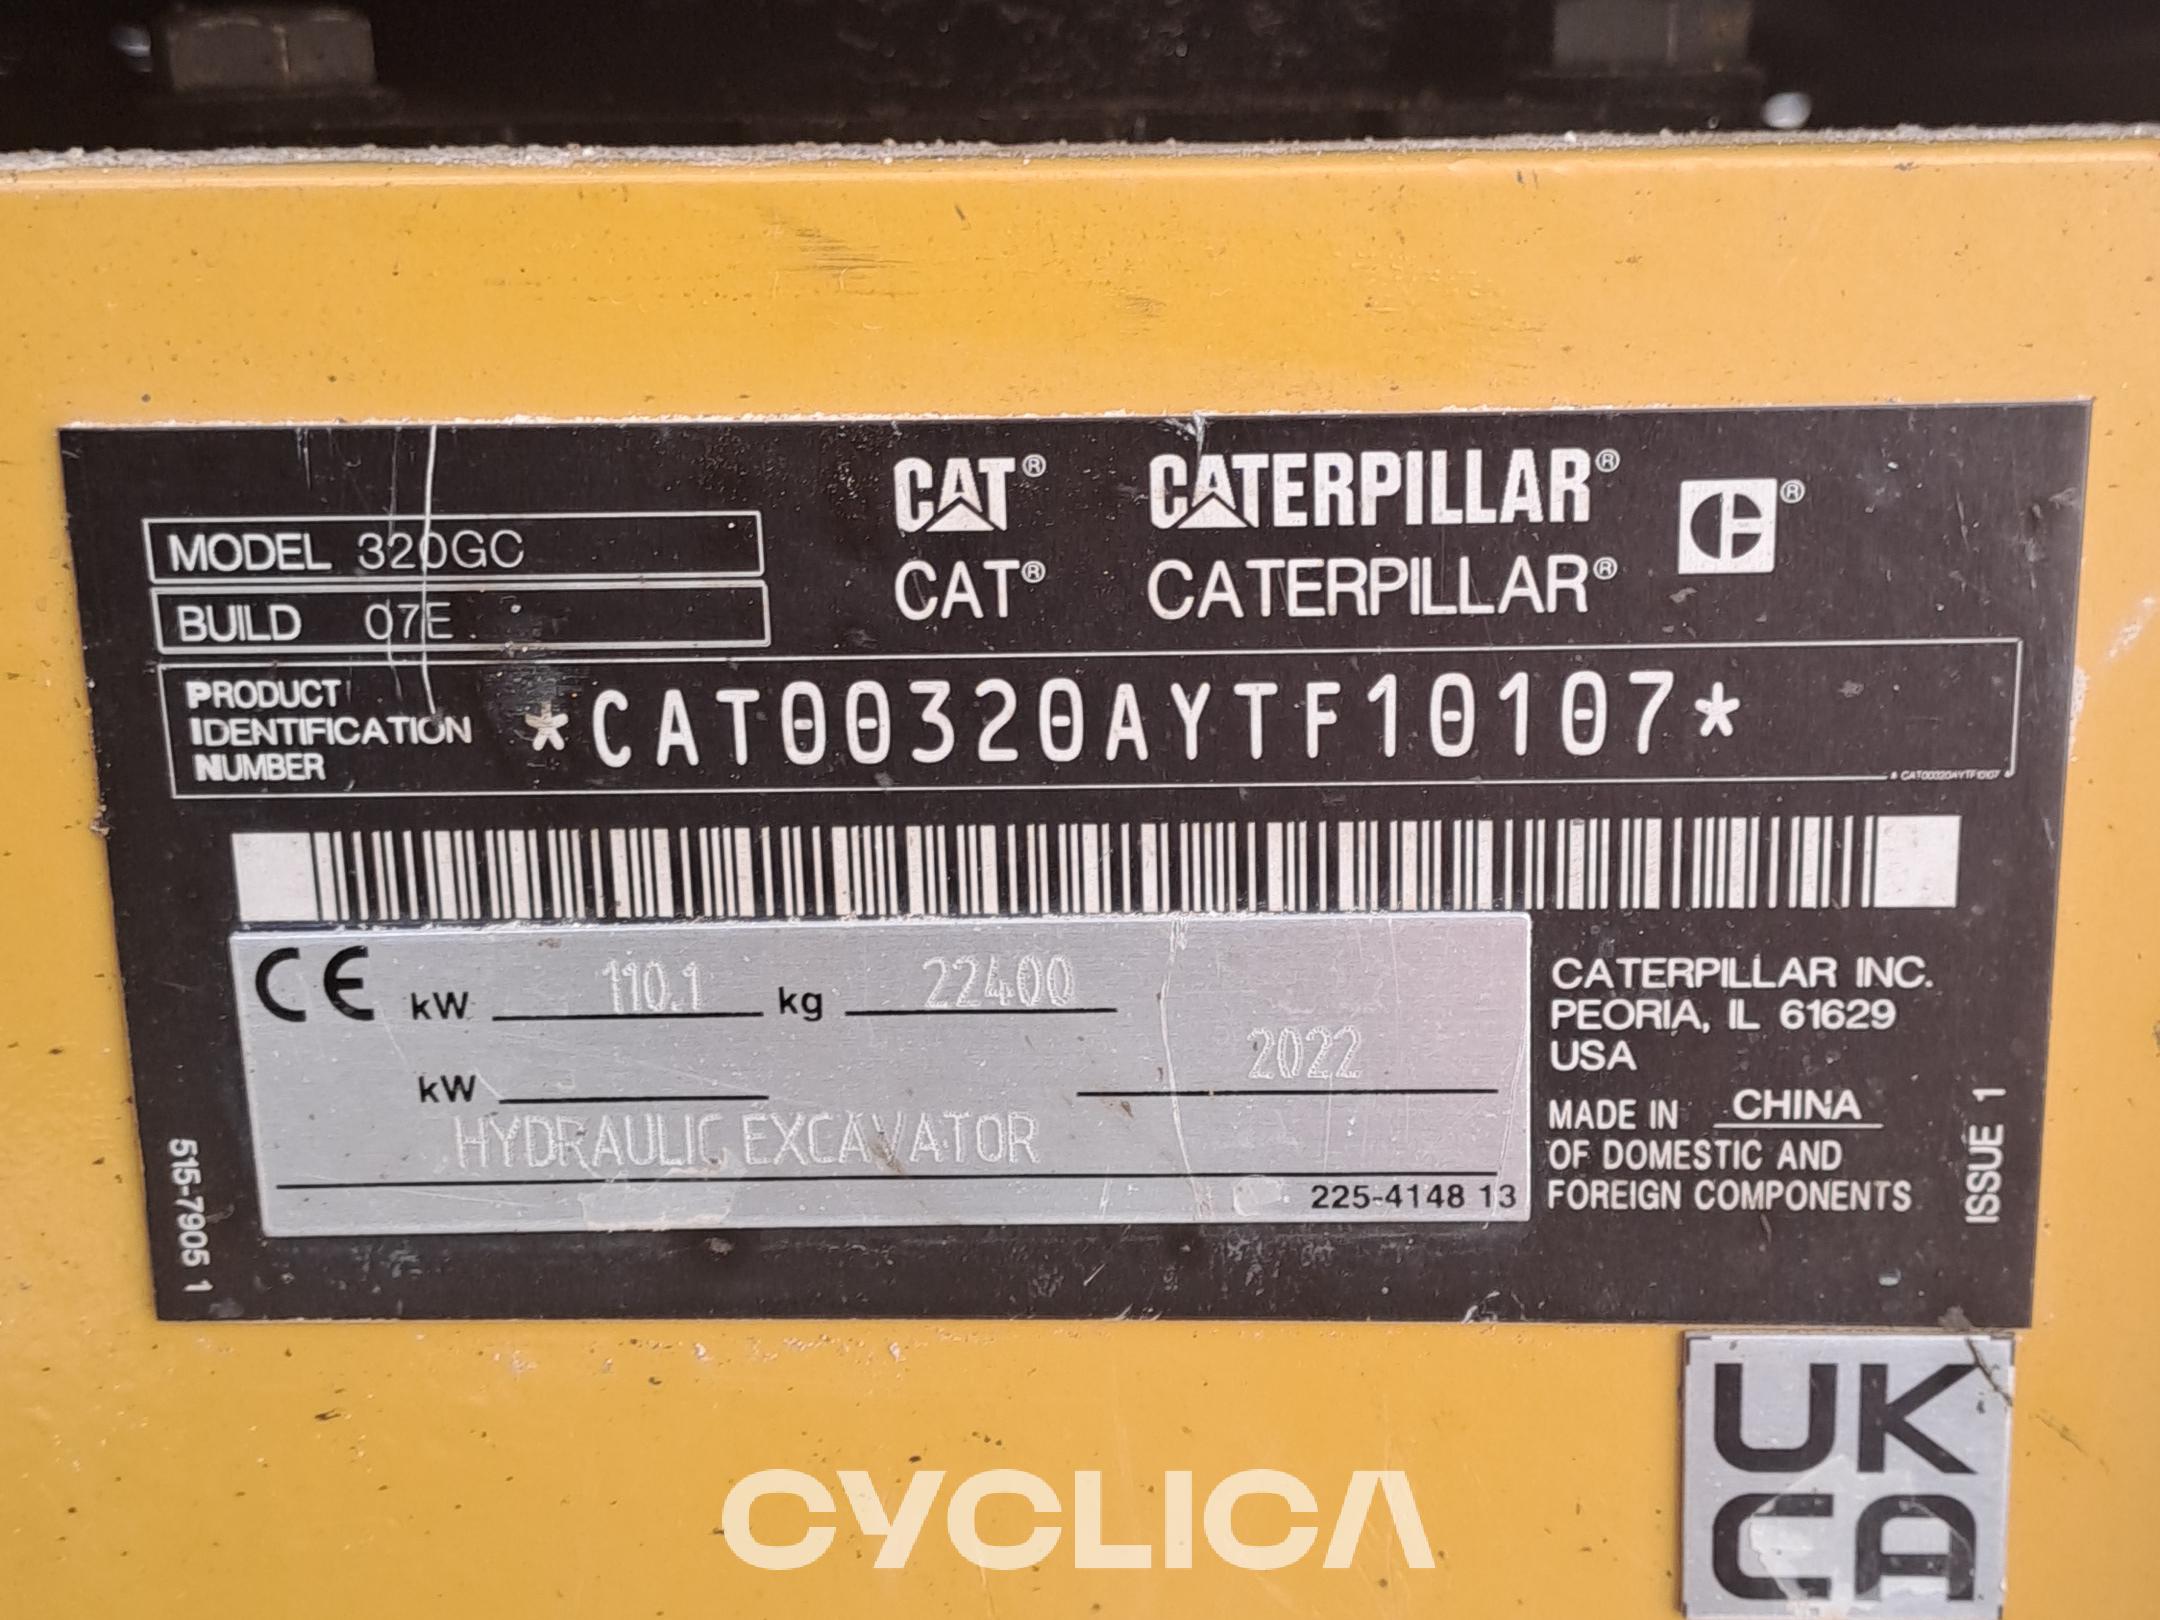 CAT® CATERPILLAR®
CAT® CATERPILLAR®
MODEL 320GC
BUILD 07E
PRODUCT
IDENTIFICATION
NUMBER
*CAT00320AYTF10107*
* CAT00320AYTF10107 *
CE kW 110.1 kg 22400
kW 2022
HYDRAULIC EXCAVATOR
225-4148 13
CATERPILLAR INC.
PEORIA, IL 61629
USA
MADE IN CHINA
OF DOMESTIC AND
FOREIGN COMPONENTS
ISSUE 1
515-7905 1
UK
CA
CYCLICA